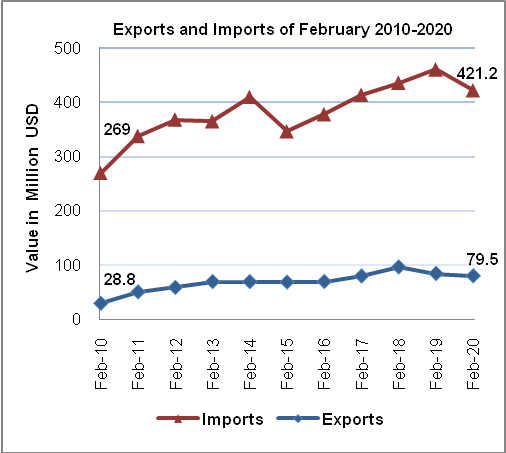 Exports and Imports of February 2010-2020
Value in Million USD
500
400
300
200
100
0
269
421.2
28.8
79.5
Feb-10
Feb-11
Feb-12
Feb-13
Feb-14
Feb-15
Feb-16
Feb-17
Feb-18
Feb-19
Feb-20
Imports Exports